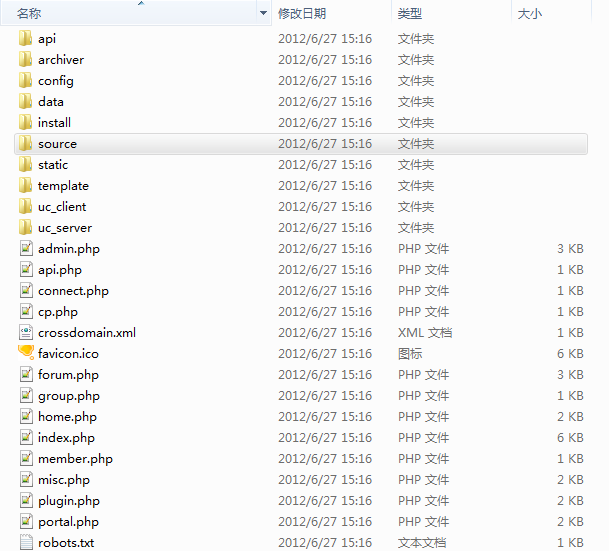 名称 修改日期 类型 大小
api 2012/6/27 15:16 文件夹
archiver 2012/6/27 15:16 文件夹
config 2012/6/27 15:16 文件夹
data 2012/6/27 15:16 文件夹
install 2012/6/27 15:16 文件夹
source 2012/6/27 15:16 文件夹
static 2012/6/27 15:16 文件夹
template 2012/6/27 15:16 文件夹
uc_client 2012/6/27 15:16 文件夹
uc_server 2012/6/27 15:16 文件夹
admin.php 2012/6/27 15:16 PHP 文件 3 KB
api.php 2012/6/27 15:16 PHP 文件 1 KB
connect.php 2012/6/27 15:16 PHP 文件 1 KB
cp.php 2012/6/27 15:16 PHP 文件 1 KB
crossdomain.xml 2012/6/27 15:16 XML 文档 1 KB
favicon.ico 2012/6/27 15:16 图标 6 KB
forum.php 2012/6/27 15:16 PHP 文件 3 KB
group.php 2012/6/27 15:16 PHP 文件 1 KB
home.php 2012/6/27 15:16 PHP 文件 2 KB
index.php 2012/6/27 15:16 PHP 文件 6 KB
member.php 2012/6/27 15:16 PHP 文件 1 KB
misc.php 2012/6/27 15:16 PHP 文件 2 KB
plugin.php 2012/6/27 15:16 PHP 文件 2 KB
portal.php 2012/6/27 15:16 PHP 文件 2 KB
robots.txt 2012/6/27 15:16 文本文档 1 KB